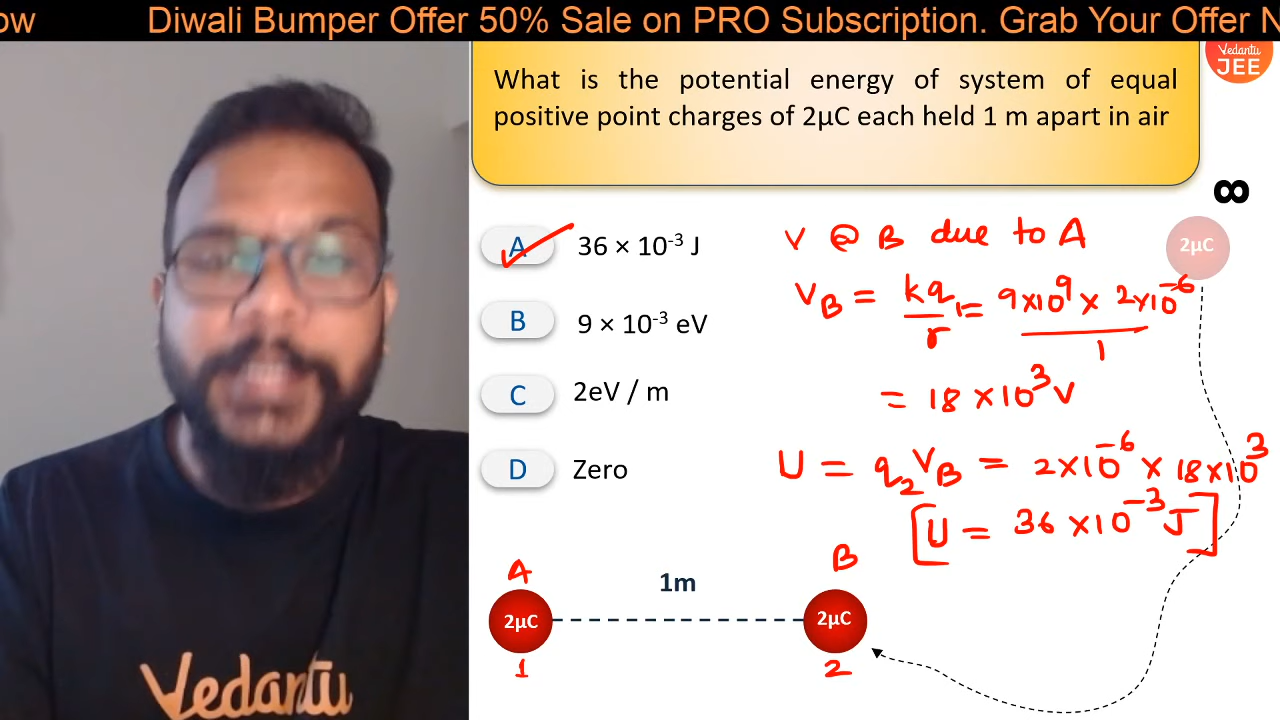 ow Diwali Bumper Offer 50% Sale on PRO Subscription. Grab Your Offer N
Vedantu
JEE
What is the potential energy of system of equal
positive point charges of 2μC each held 1 m apart in air
∞
2μC
A 36 × 10⁻³ J
B 9 × 10⁻³ eV
C 2eV / m
D Zero
V @ B due to A
V_B = kq₁/r = 9×10⁹ × 2×10⁻⁶/1
= 18 × 10³ V
U = q₂V_B = 2×10⁻⁶ × 18×10³
[U = 36 × 10⁻³ J]
A
B
1m
2μC
2μC
1
2
Vedantu